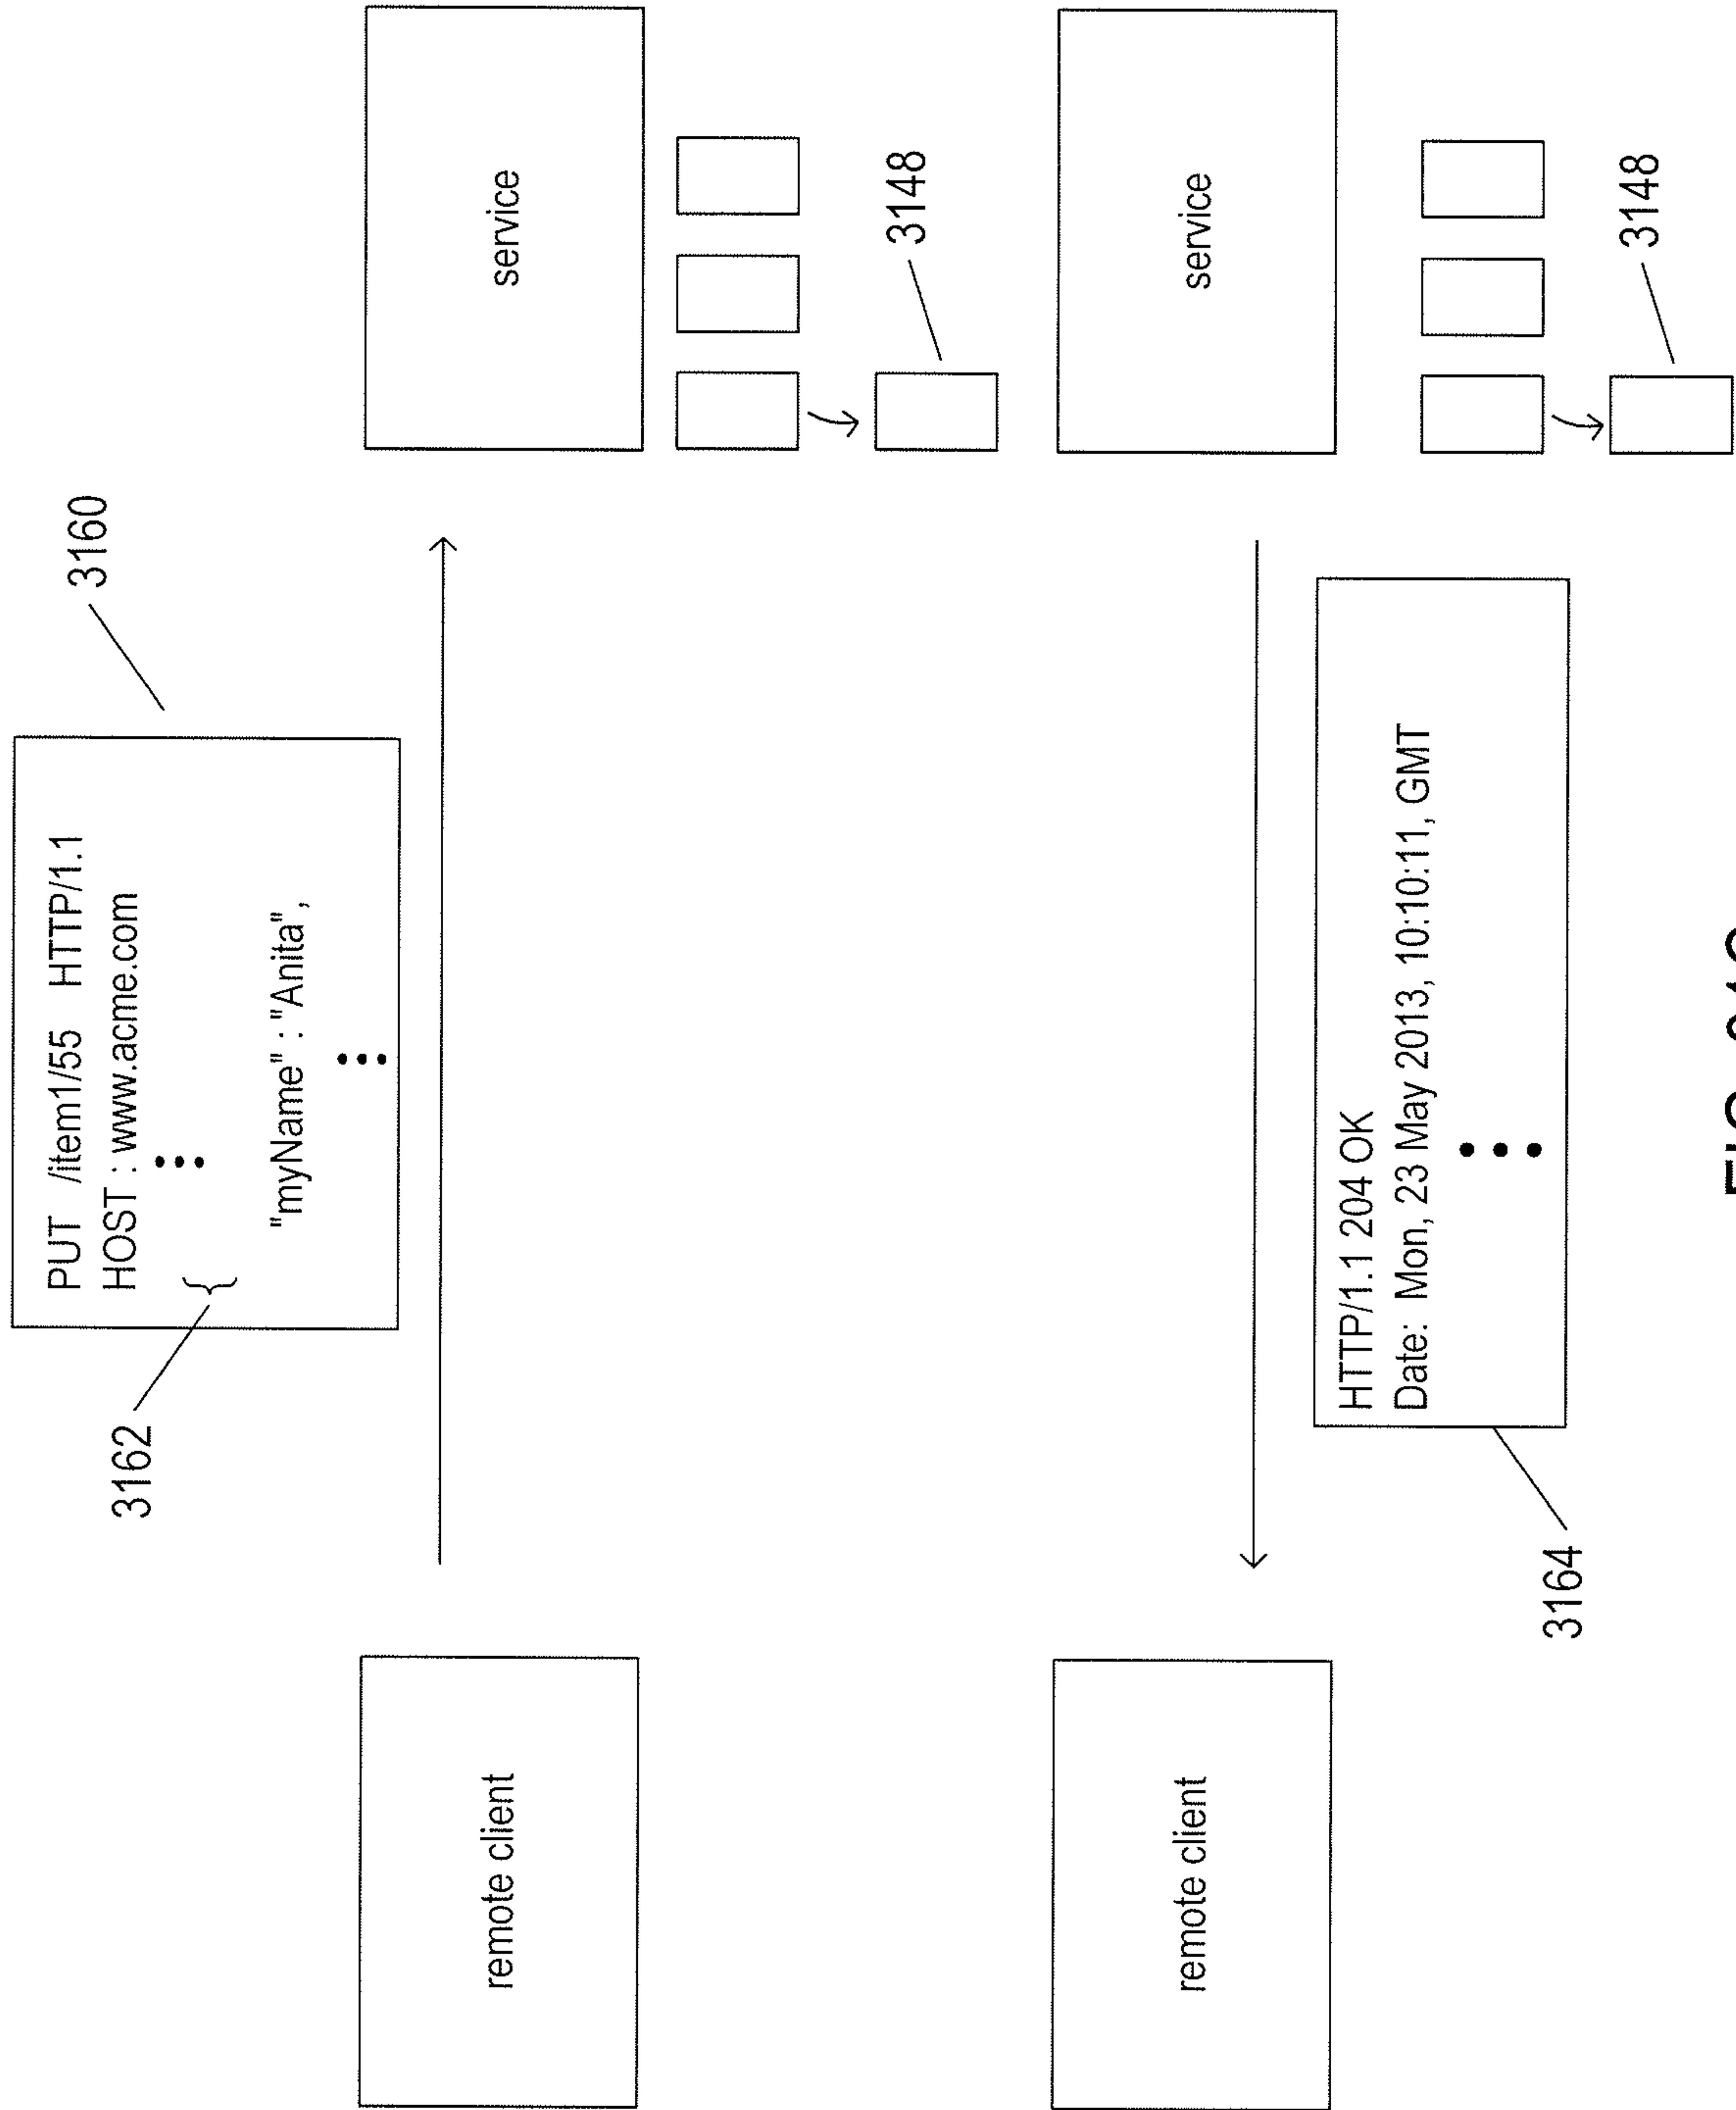 3160
PUT /item1/55 HTTP/1.1
HOST : www.acme.com
3162
"myName" : "Anita",
remote client
service
3148
remote client
service
HTTP/1.1 204 OK
Date: Mon, 23 May 2013, 10:10:11, GMT
3164
3148